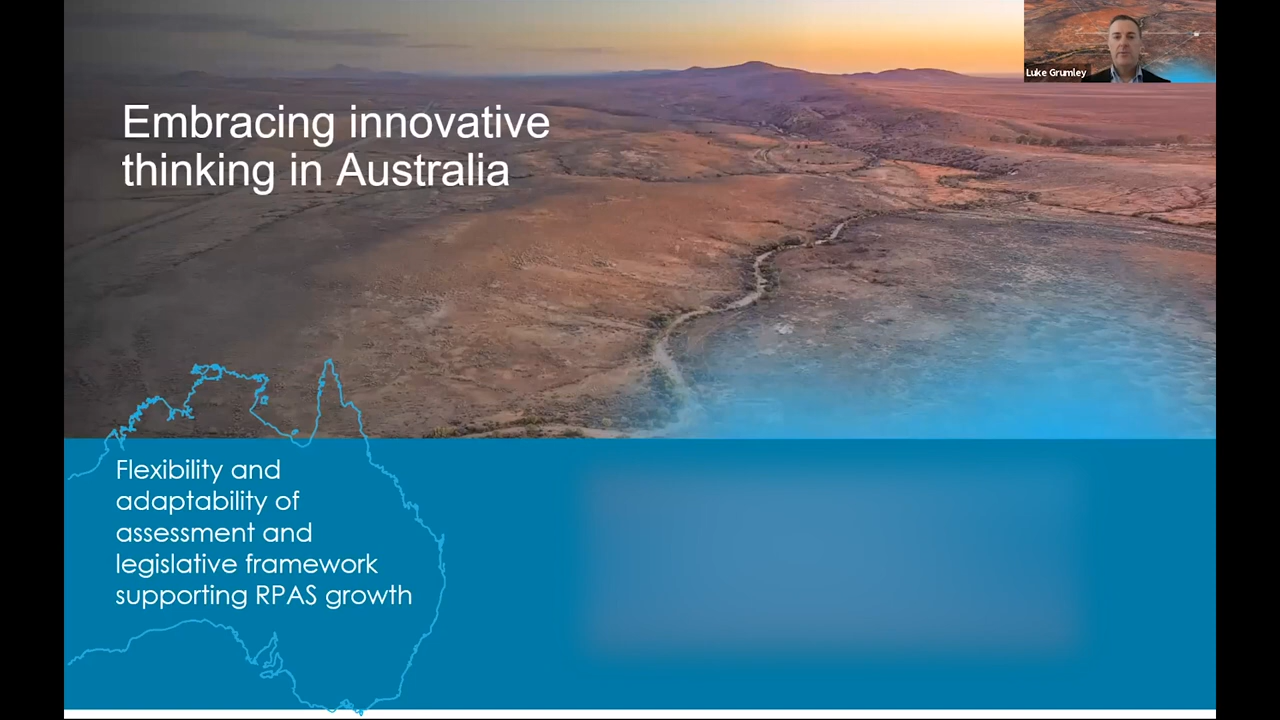 Luke Grumley
Embracing innovative
thinking in Australia
Flexibility and
adaptability of
assessment and
legislative framework
supporting RPAS growth